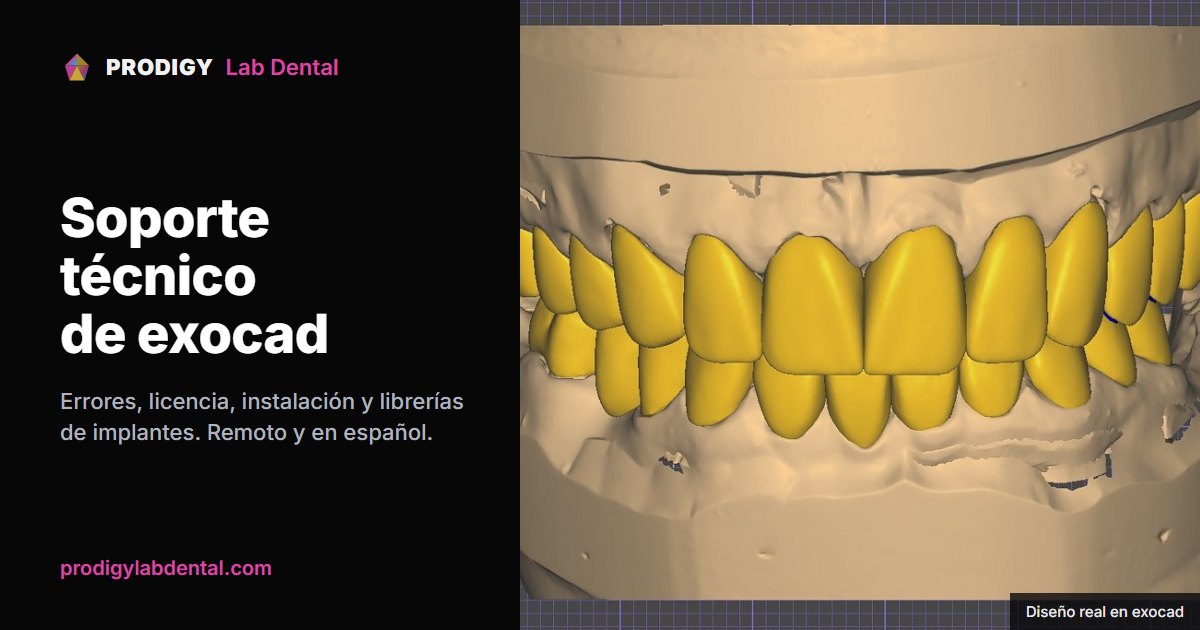 PRODIGY Lab Dental
Soporte
técnico
de exocad
Errores, licencia, instalación y librerías
de implantes. Remoto y en español.
prodigylabdental.com
Diseño real en exocad